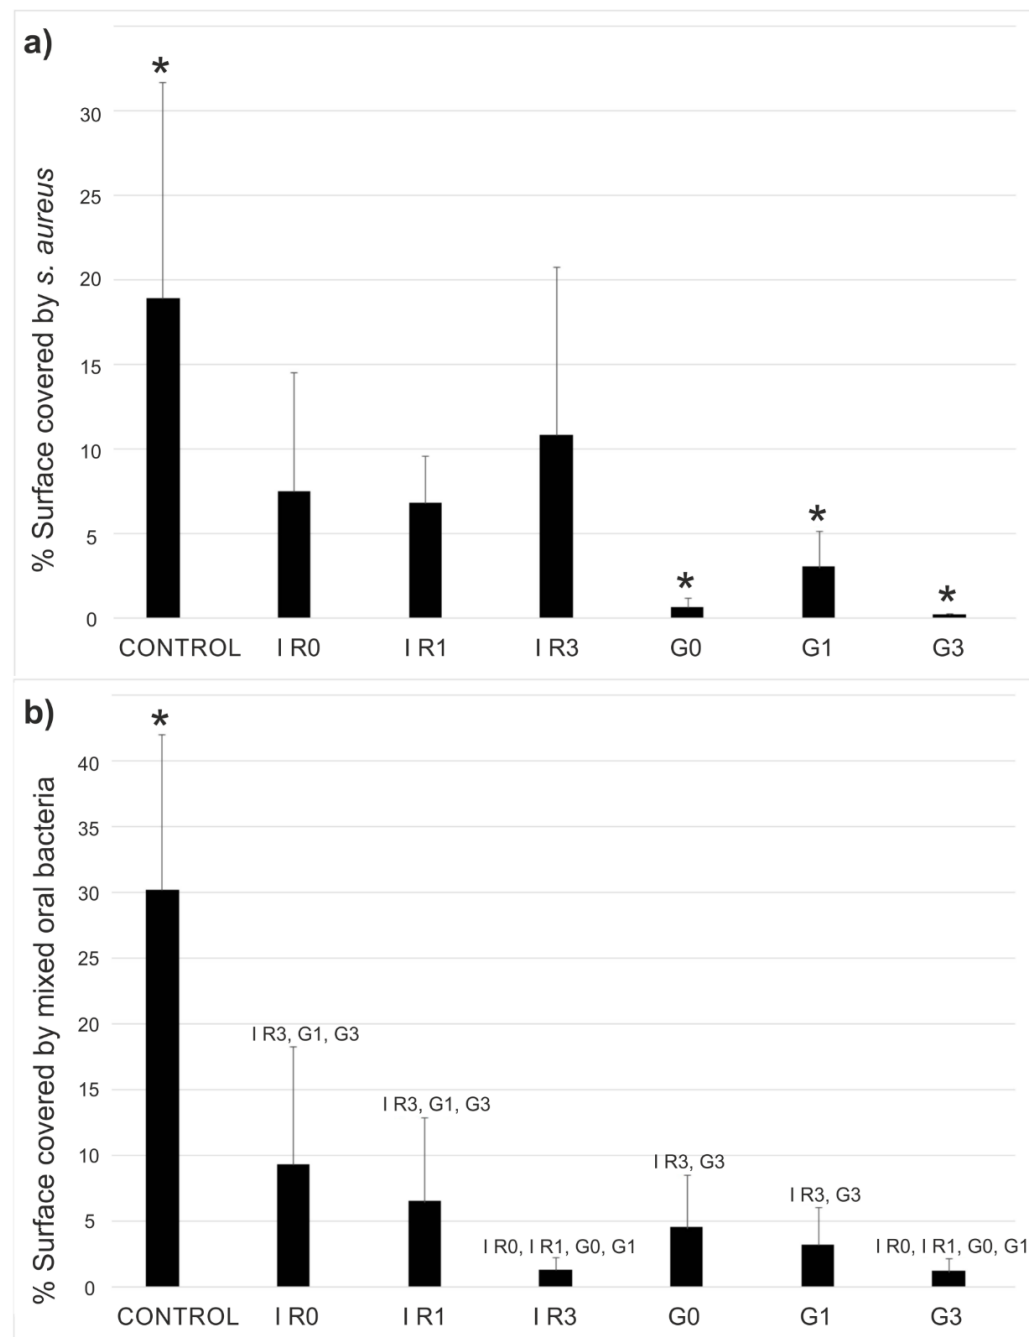 a)
*
% Surface covered by s. aureus
30
25
20
15
10
5
0
*
*
*
CONTROL I R0 I R1 I R3 G0 G1 G3
b)
*
% Surface covered by mixed oral bacteria
40
35
30
25
20
15
10
5
0
I R3, G1, G3
I R3, G1, G3
I R0, I R1, G0, G1
I R3, G3
I R3, G3
I R0, I R1, G0, G1
CONTROL I R0 I R1 I R3 G0 G1 G3